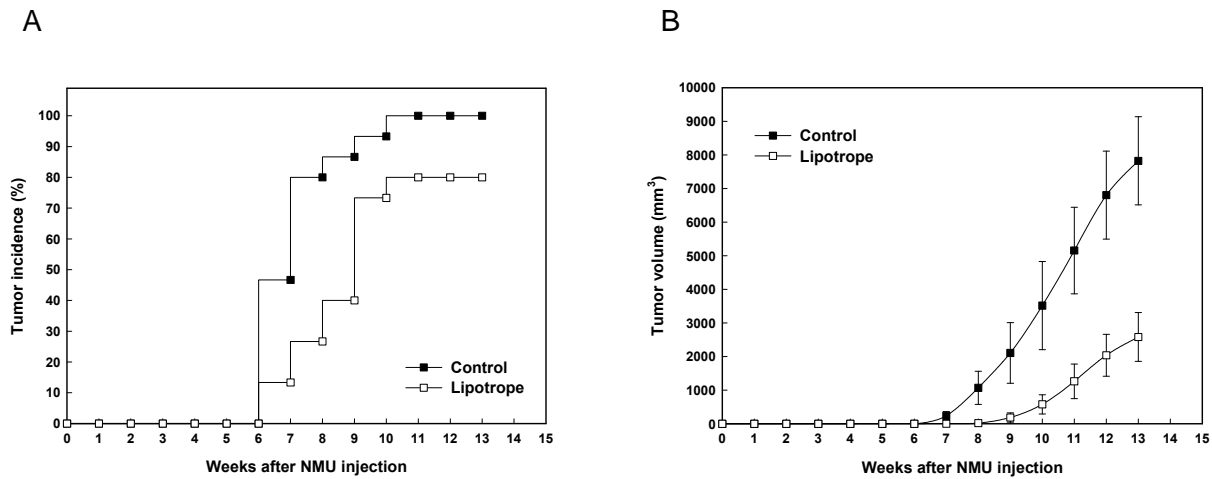 A
B
Tumor incidence (%)
100
90
80
70
60
50
40
30
20
10
0
0 1 2 3 4 5 6 7 8 9 10 11 12 13 15
Weeks after NMU injection
Control
Lipotrope
Tumor volume (mm³)
10000
9000
8000
7000
6000
5000
4000
3000
2000
1000
0
0 1 2 3 4 5 6 7 8 9 10 11 12 13 14 15
Weeks after NMU injection
Control
Lipotrope